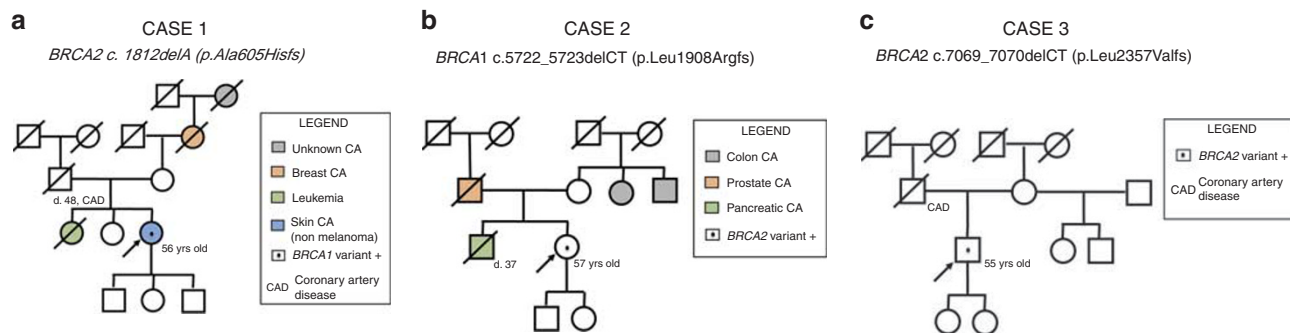 a
CASE 1
BRCA2 c. 1812delA (p.Ala605Hisfs)
d. 48, CAD
56 yrs old
LEGEND
Unknown CA
Breast CA
Leukemia
Skin CA
(non melanoma)
BRCA1 variant +
CAD Coronary artery
disease
b
CASE 2
BRCA1 c.5722_5723delCT (p.Leu1908Argfs)
d. 37
57 yrs old
LEGEND
Colon CA
Prostate CA
Pancreatic CA
BRCA2 variant +
c
CASE 3
BRCA2 c.7069_7070delCT (p.Leu2357Valfs)
CAD
55 yrs old
LEGEND
BRCA2 variant +
CAD Coronary artery
disease